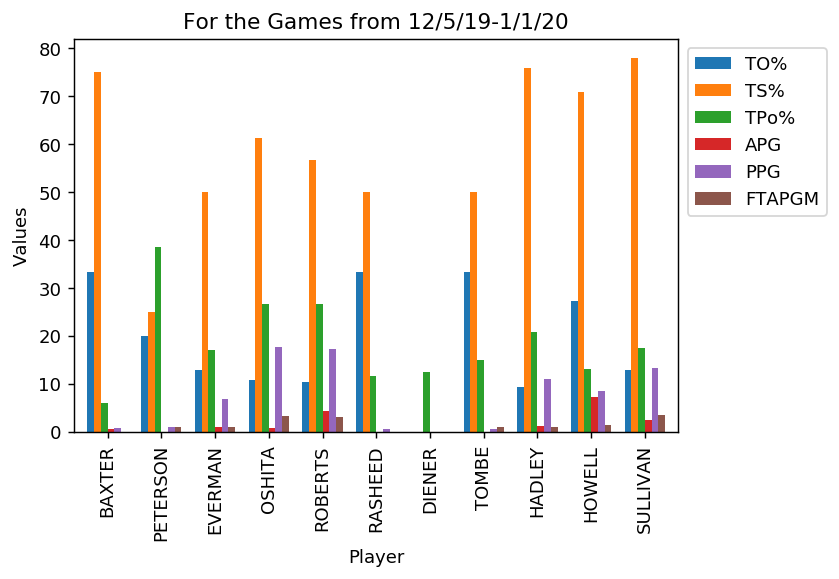 For the Games from 12/5/19-1/1/20
80
70
60
50
40
30
20
10
0
Values
BAXTER
PETERSON
EVERMAN
OSHITA
ROBERTS
RASHEED
DIENER
TOMBE
HADLEY
HOWELL
SULLIVAN
Player
TO%
TS%
TPo%
APG
PPG
FTAPGM